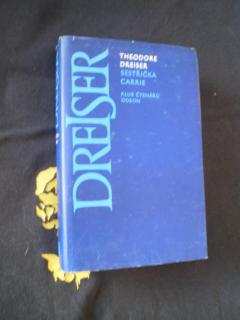 DREISER
THEODORE
DREISER
SESTŘIČKA
CARRIE
KLUB ČTENÁŘŮ
ODEON